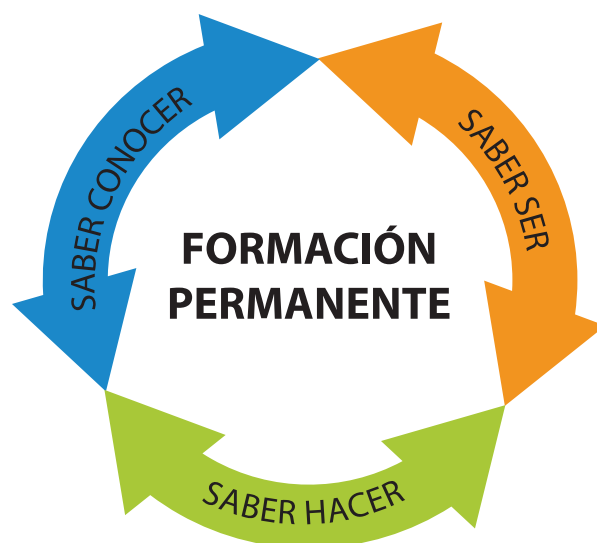 SABER CONOCER
SABER SER
FORMACIÓN
PERMANENTE
SABER HACER